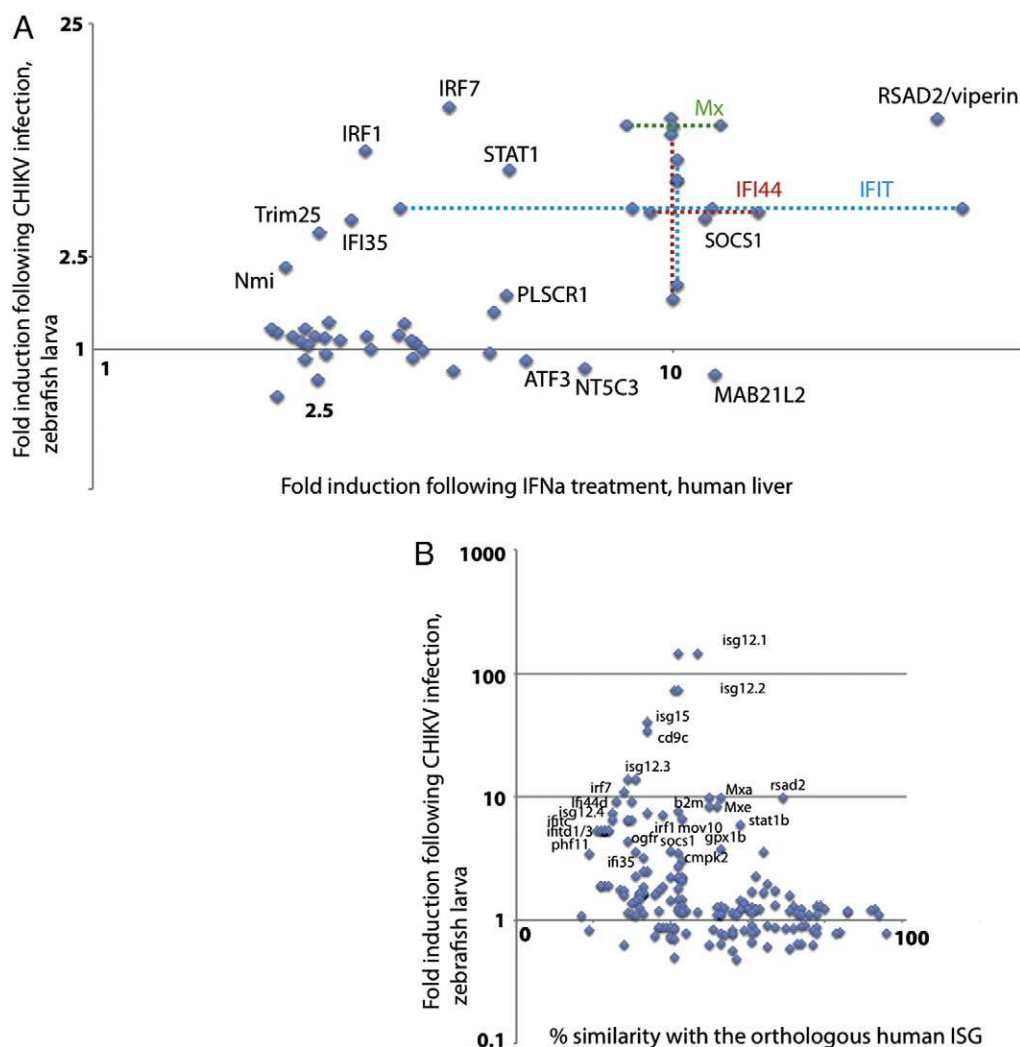 A
25
Fold induction following CHIKV infection,
zebrafish larva
IRF7
RSAD2/viperin
Mx
IRF1
STAT1
IFI44
IFIT
Trim25
IFI35
SOCS1
2.5
Nmi
PLSCR1
1
1
10
ATF3
NT5C3
MAB21L2
2.5
Fold induction following IFNa treatment, human liver
B
1000
Fold induction following CHIKV infection,
zebrafish larva
isg12.1
100
isg12.2
isg15
cd9c
isg12.3
irf7
Mxa
rsad2
10
Ifi44d
b2m
Mxe
isg12.4
ifitc
irf1
mov10
stat1b
ifitd1/3
ogfr
socs1
gpx1b
phf11
ifi35
cmpk2
1
0
100
0.1
% similarity with the orthologous human ISG